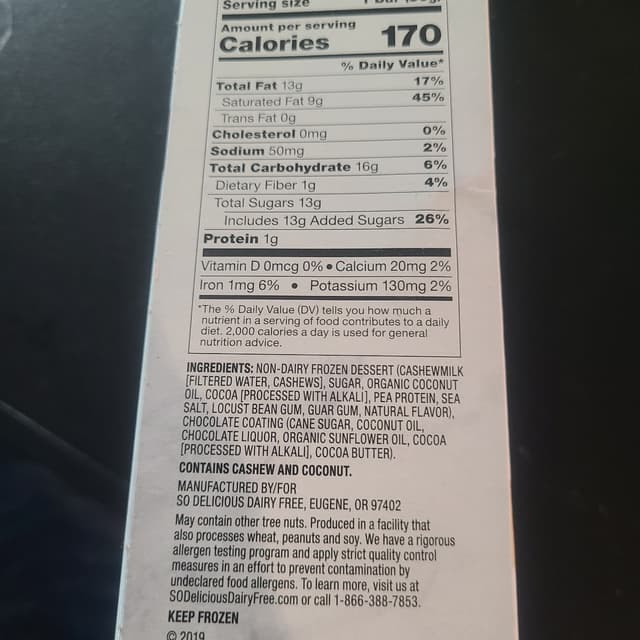 Serving size 1 Bar
Amount per serving
Calories 170
% Daily Value*
Total Fat 13g 17%
Saturated Fat 9g 45%
Trans Fat 0g
Cholesterol 0mg 0%
Sodium 50mg 2%
Total Carbohydrate 16g 6%
Dietary Fiber 1g 4%
Total Sugars 13g
Includes 13g Added Sugars 26%
Protein 1g
Vitamin D 0mcg 0% • Calcium 20mg 2%
Iron 1mg 6% • Potassium 130mg 2%
*The % Daily Value (DV) tells you how much a
nutrient in a serving of food contributes to a daily
diet. 2,000 calories a day is used for general
nutrition advice.
INGREDIENTS: NON-DAIRY FROZEN DESSERT (CASHEWMILK
[FILTERED WATER, CASHEWS], SUGAR, ORGANIC COCONUT
OIL, COCOA [PROCESSED WITH ALKALI], PEA PROTEIN, SEA
SALT, LOCUST BEAN GUM, GUAR GUM, NATURAL FLAVOR),
CHOCOLATE COATING (CANE SUGAR, COCONUT OIL,
CHOCOLATE LIQUOR, ORGANIC SUNFLOWER OIL, COCOA
[PROCESSED WITH ALKALI], COCOA BUTTER).
CONTAINS CASHEW AND COCONUT.
MANUFACTURED BY/FOR
SO DELICIOUS DAIRY FREE, EUGENE, OR 97402
May contain other tree nuts. Produced in a facility that
also processes wheat, peanuts and soy. We have a rigorous
allergen testing program and apply strict quality control
measures in an effort to prevent contamination by
undeclared food allergens. To learn more, visit us at
SODeliciousDairyFree.com or call 1-866-388-7853.
KEEP FROZEN
© 2019